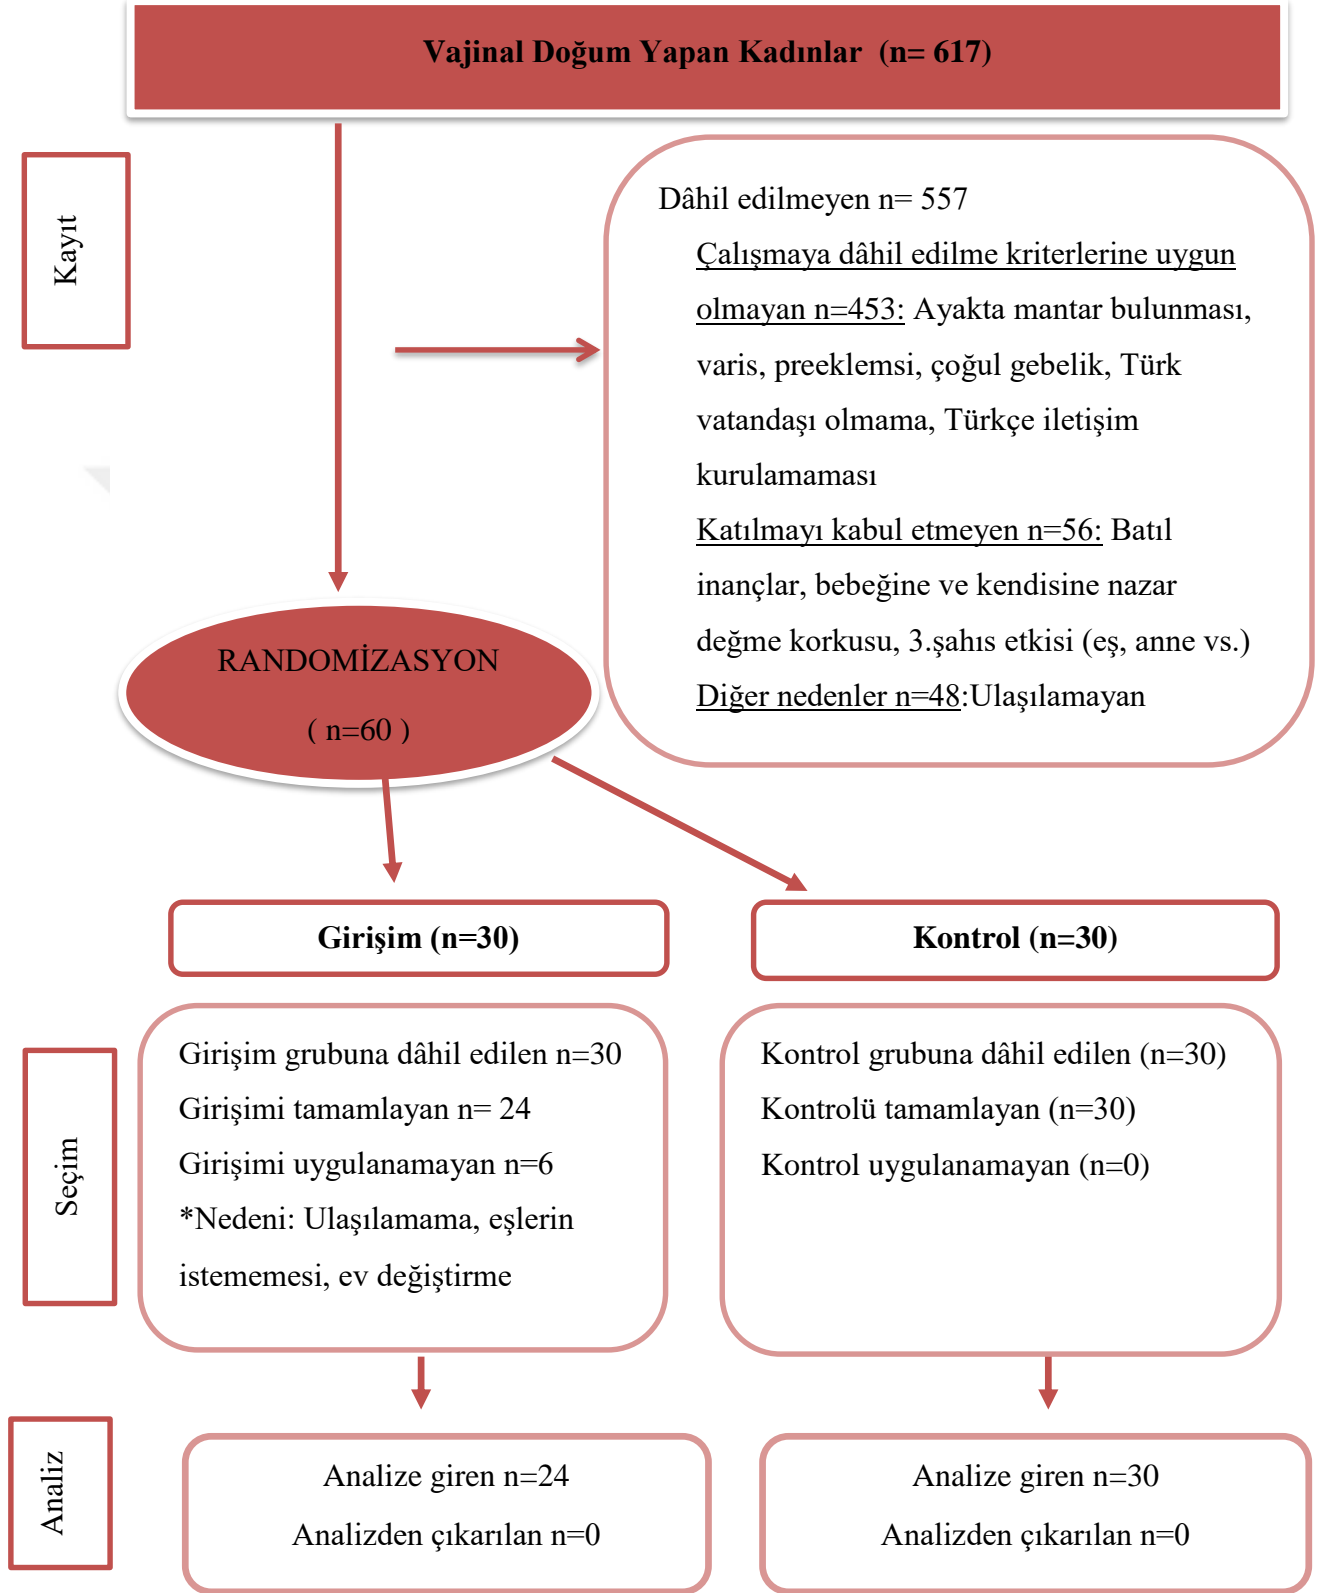 Vajinal Doğum Yapan Kadınlar (n= 617)
Kayıt
Dâhil edilmeyen n= 557
Çalışmaya dâhil edilme kriterlerine uygun
olmayan n=453: Ayakta mantar bulunması,
varis, preeklemsi, çoğul gebelik, Türk
vatandaşı olmama, Türkçe iletişim
kurulamaması
Katılmayı kabul etmeyen n=56: Batıl
inançlar, bebeğine ve kendisine nazar
değme korkusu, 3.şahıs etkisi (eş, anne vs.)
Diğer nedenler n=48:Ulaşılamayan
RANDOMİZASYON
( n=60 )
Girişim (n=30)
Kontrol (n=30)
Seçim
Girişim grubuna dâhil edilen n=30
Girişimi tamamlayan n= 24
Girişimi uygulanamayan n=6
*Nedeni: Ulaşılamama, eşlerin
istememesi, ev değiştirme
Kontrol grubuna dâhil edilen (n=30)
Kontrolü tamamlayan (n=30)
Kontrol uygulanamayan (n=0)
Analiz
Analize giren n=24
Analizden çıkarılan n=0
Analize giren n=30
Analizden çıkarılan n=0